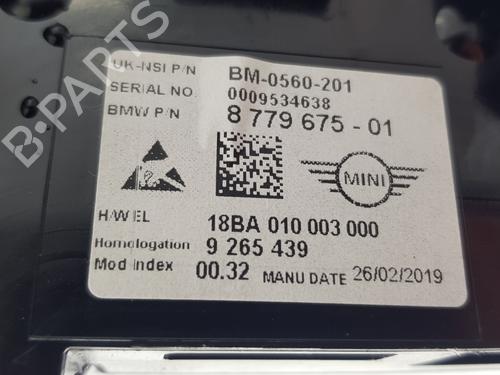 UK-NSI P/N BM-0560-201
SERIAL NO. 0009534638
BMW P/N 8 779 675 - 01
MINI
H/W EL 18BA 010 003 000
Homologation 9 265 439
Mod Index 00.32 MANU DATE 26/02/2019
B-PARTS